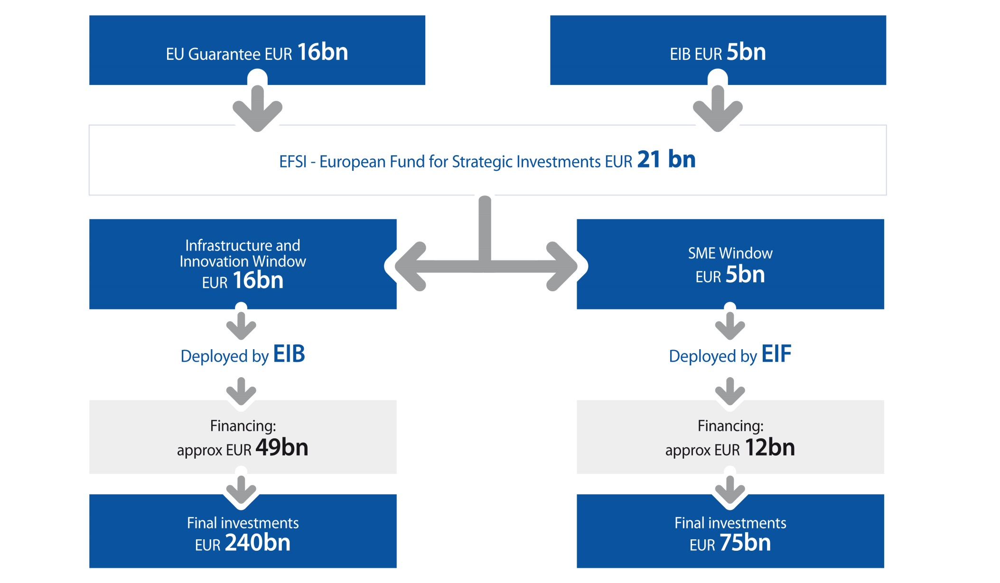 EU Guarantee EUR 16bn
EIB EUR 5bn
EFSI - European Fund for Strategic Investments EUR 21 bn
Infrastructure and
Innovation Window
EUR 16bn
SME Window
EUR 5bn
Deployed by EIB
Deployed by EIF
Financing:
approx EUR 49bn
Financing:
approx EUR 12bn
Final investments
EUR 240bn
Final investments
EUR 75bn